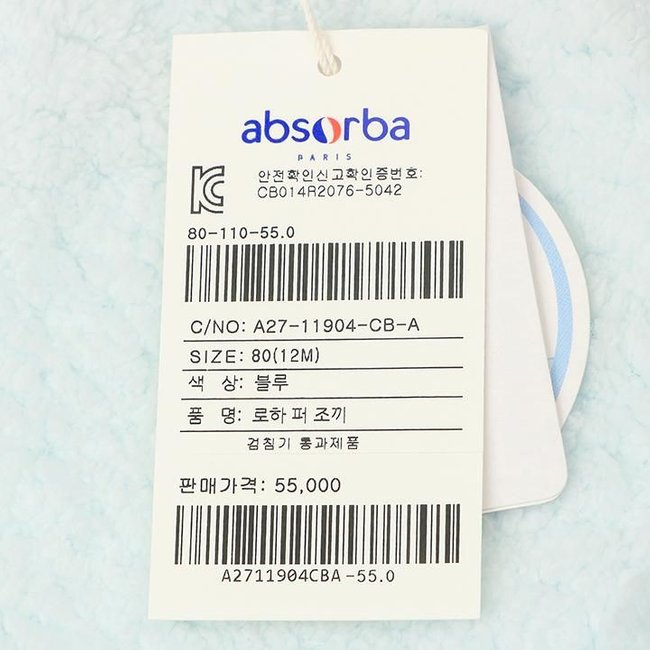 absorba
PARIS
안전확인신고확인증번호:
CB014R2076-5042
80-110-55.0
C/NO: A27-11904-CB-A
SIZE: 80(12M)
색 상: 블루
품 명: 로하 퍼 조끼
검침기 통과제품
판매가격: 55,000
A2711904CBA-55.0